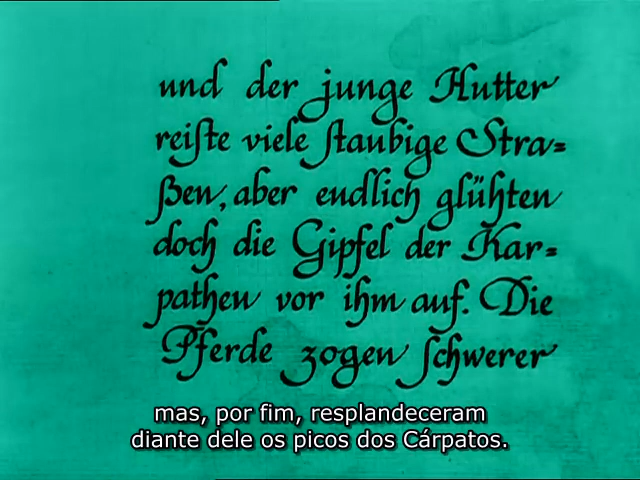 und der junge Hutter
reiſte viele ſtaubige Stra=
ßen, aber endlich glühten
doch die Gipfel der Kar=
pathen vor ihm auf. Die
Pferde zogen ſchwerer
mas, por fim, resplandeceram
diante dele os picos dos Cárpatos.